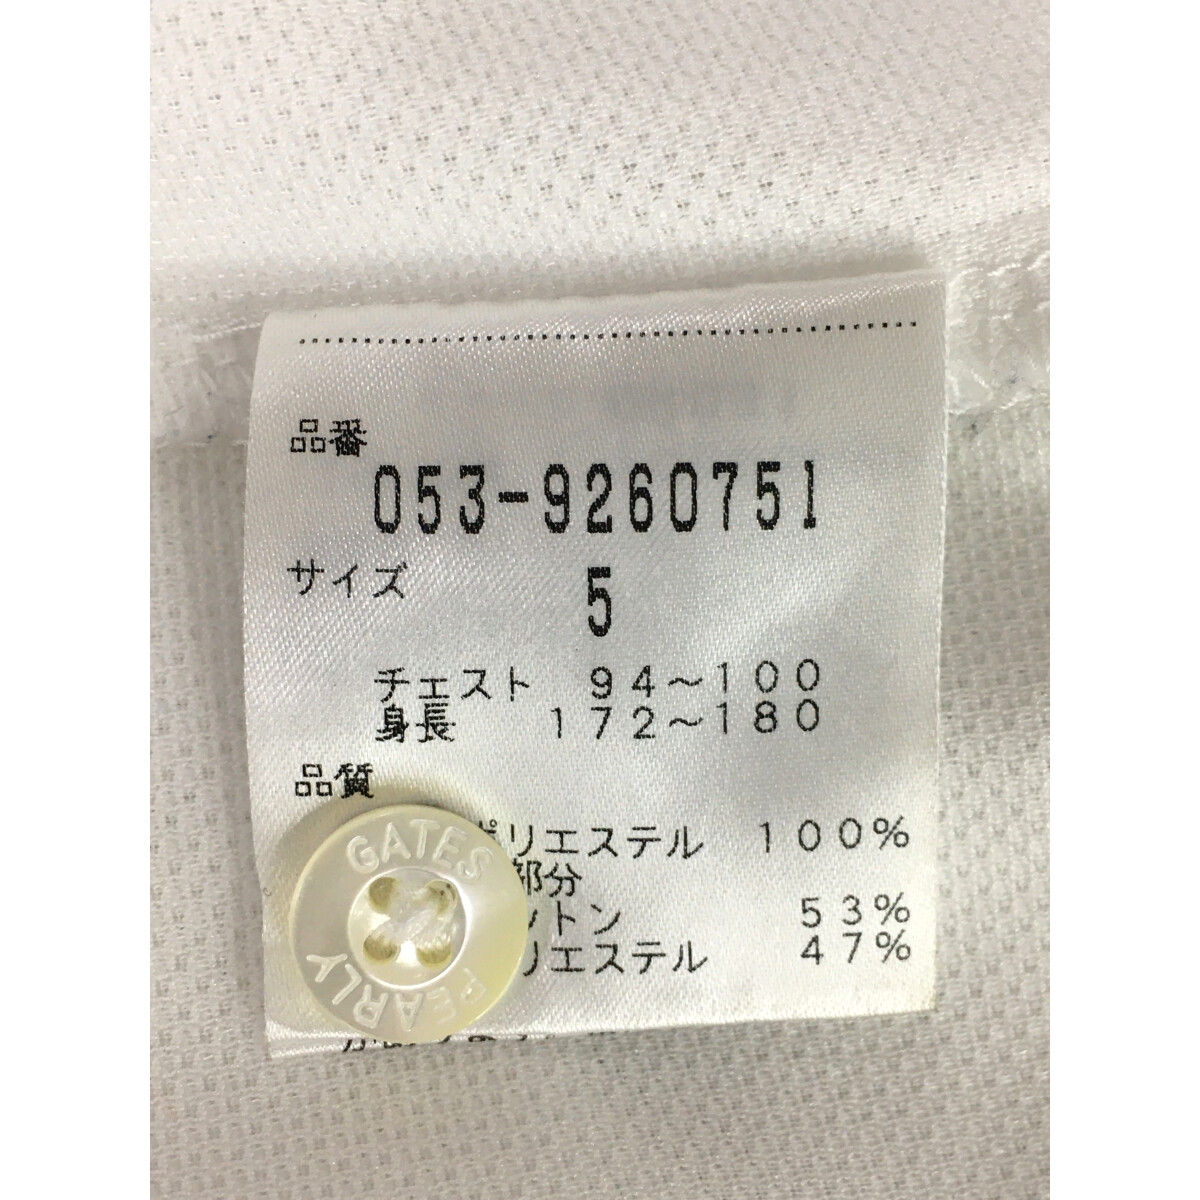 品番
053-9260751
サイズ 5
チェスト 94～100
身長 172～180
品質
ポリエステル 100%
部分
ットン 53%
リエステル 47%
GATES
PEARLY